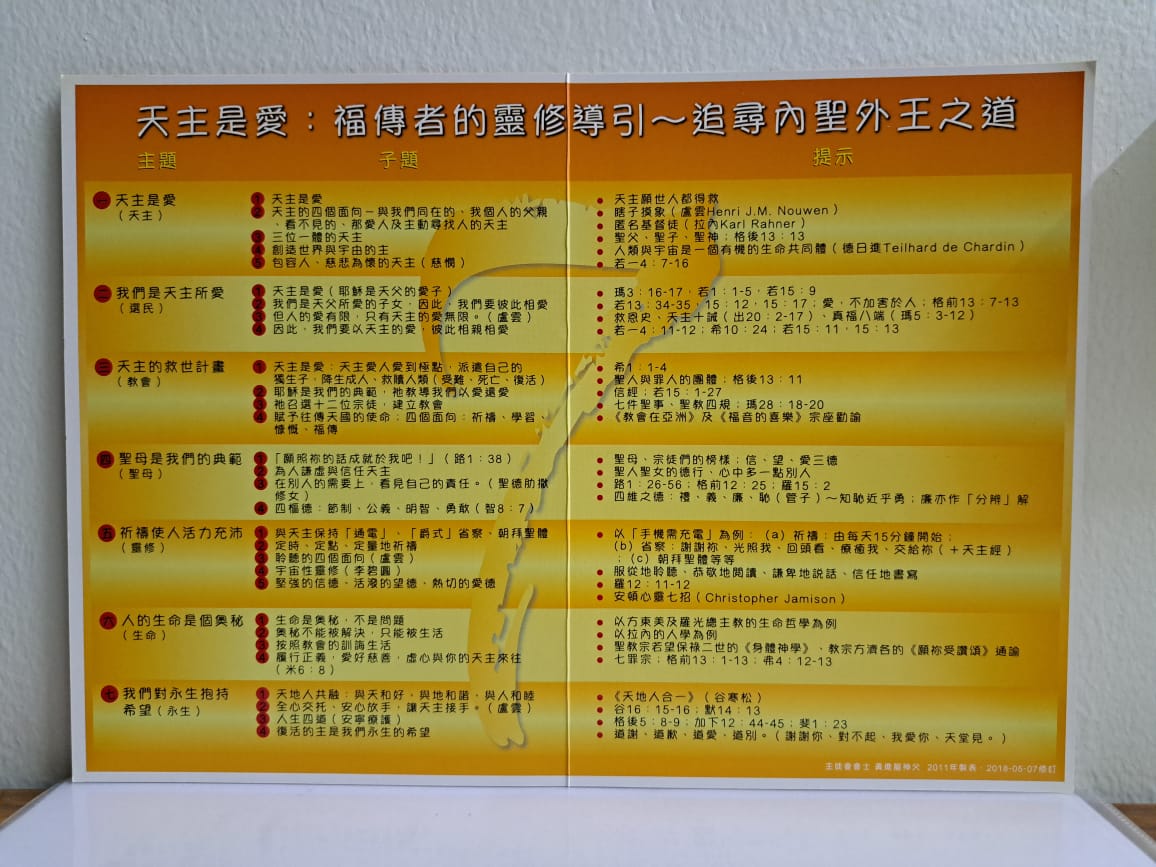 天主是愛：福傳者的靈修導引～追尋內聖外王之道
主題 子題 提示
一 天主是愛
（天主）
1 天主是愛
2 天主的四個面向－與我們同在的、我個人的父親
、看不見的、那愛人及主動尋找人的天主
3 三位一體的天主
4 創造世界與宇宙的主
5 包容人、慈悲為懷的天主（慈憫）
• 天主願世人都得救
• 瞎子摸象（盧雲Henri J.M. Nouwen）
• 匿名基督徒（拉內Karl Rahner）
• 聖父、聖子、聖神；格後13：13
• 人類與宇宙是一個有機的生命共同體（德日進Teilhard de Chardin）
• 若一4：7-16
二 我們是天主所愛
（選民）
1 天主是愛（耶穌是天父的愛子）
2 我們是天父所愛的子女，因此，我們要彼此相愛
3 但人的愛有限，只有天主的愛無限。（盧雲）
4 因此，我們要以天主的愛，彼此相親相愛
• 瑪3：16-17，若1：1-5，若15：9
• 若13：34-35，15：12，15：17；愛，不加害於人；格前13：7-13
• 救恩史、天主十誡（出20：2-17）、真福八端（瑪5：3-12）
• 若一4：11-12；希10：24；若15：11，15：13
三 天主的救世計畫
（教會）
1 天主是愛：天主愛人愛到極點，派遣自己的
獨生子，降生成人、救贖人類（受難、死亡、復活）
2 耶穌是我們的典範，祂教導我們以愛還愛
3 祂召選十二位宗徒，建立教會
4 賦予往傳天國的使命；四個面向：祈禱、學習、
慷慨、福傳
• 希1：1-4
• 聖人與罪人的團體；格後13：11
• 信經；若15：1-27
• 七件聖事、聖教四規；瑪28：18-20
• 《教會在亞洲》及《福音的喜樂》宗座勸諭
四 聖母是我們的典範
（聖母）
1 「願照祢的話成就於我吧！」（路1：38）
2 為人謙虛與信任天主
3 在別人的需要上，看見自己的責任。（聖德肋撒
修女）
4 四樞德：節制、公義、明智、勇敢（智8：7）
• 聖母、宗徒們的榜樣；信、望、愛三德
• 聖人聖女的德行、心中多一點別人
• 路1：26-56；格前12：25；羅15：2
• 四維之德：禮、義、廉、恥（管子）～知恥近乎勇；廉亦作「分辨」解
五 祈禱使人活力充沛
（靈修）
1 與天主保持「通電」、「爵式」省察、朝拜聖體
2 定時、定點、定量地祈禱
3 聆聽的四個面向（盧雲）
4 宇宙性靈修（李碧圓）
5 堅強的信德、活潑的望德、熱切的愛德
• 以「手機需充電」為例：（a）祈禱：由每天15分鐘開始；
（b）省察：謝謝祢、光照我、回頭看、療癒我、交給祢（＋天主經）
；（c）朝拜聖體等等
• 服從地聆聽、恭敬地閱讀、謙卑地說話、信任地書寫
• 羅12：11-12
• 安頓心靈七招（Christopher Jamison）
六 人的生命是個奧秘
（生命）
1 生命是奧秘，不是問題
2 奧秘不能被解決，只能被生活
3 按照教會的訓誨生活
4 履行正義，愛好慈善，虛心與你的天主來往
（米6：8）
• 以方東美及羅光總主教的生命哲學為例
• 以拉內的人學為例
• 聖教宗若望保祿二世的《身體神學》、教宗方濟各的《願祢受讚頌》通諭
• 七罪宗；格前13：1-13；弗4：12-13
七 我們對永生抱持
希望（永生）
1 天地人共融：與天和好，與地和諧，與人和睦
2 全心交托、安心放手，讓天主接手。（盧雲）
3 人生四道（安寧療護）
4 復活的主是我們永生的希望
• 《天地人合一》（谷寒松）
• 谷16：15-16；默14：13
• 格後5：8-9；加下12：44-45；斐1：23
• 道謝、道歉、道愛、道別。（謝謝你、對不起、我愛你、天堂見。）
主徒會會士 黃敬龍神父 2011年製表，2018-05-07修訂